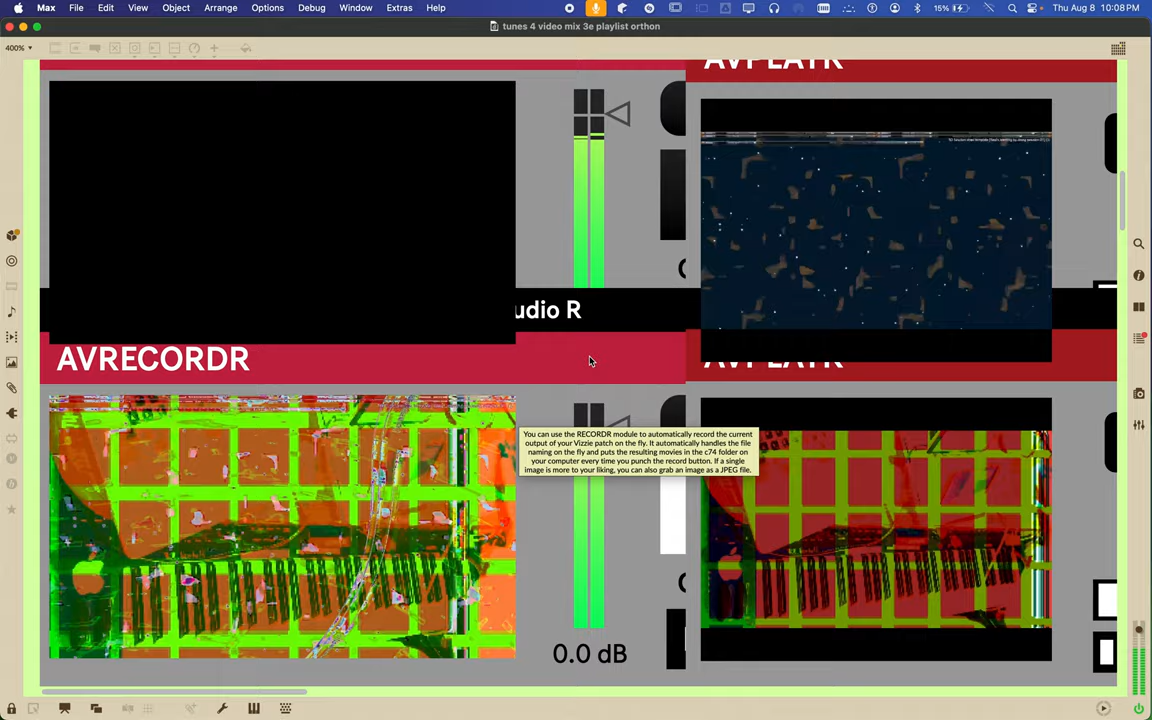 Max File Edit View Object Arrange Options Debug Window Extras Help 15% Thu Aug 8 10:08 PM
tunes 4 video mix 3e playlist orthon
400%
AVPLAYR
udio R
AVRECORDR
AVPLAYR
You can use the RECORDR module to automatically record the current
output of your Vizzie patch on the fly. It automatically handles the file
naming on the fly and puts the resulting movies in the c74 folder on
your computer every time you punch the record button. If a single
image is more to your liking, you can also grab an image as a JPEG file.
0.0 dB